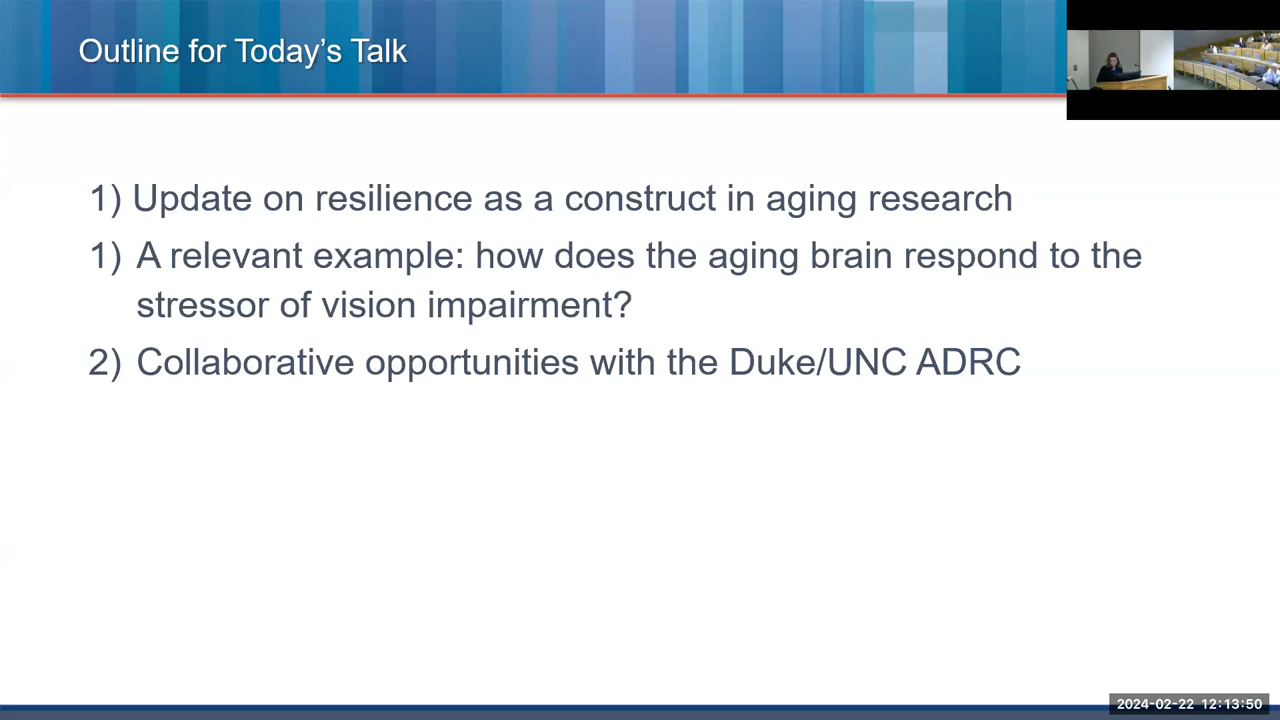 Outline for Today’s Talk
1) Update on resilience as a construct in aging research
1) A relevant example: how does the aging brain respond to the
stressor of vision impairment?
2) Collaborative opportunities with the Duke/UNC ADRC
2024-02-22 12:13:50